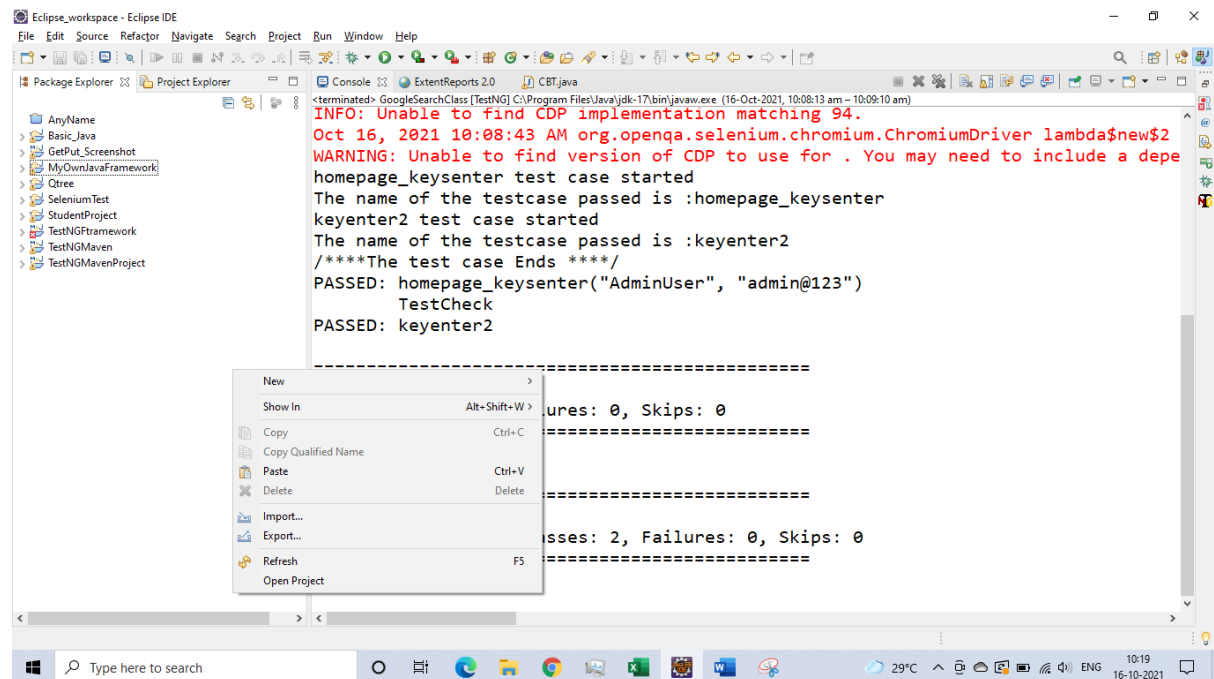 Eclipse_workspace - Eclipse IDE
File Edit Source Refactor Navigate Search Project Run Window Help
Package Explorer Project Explorer
Console ExtentReports 2.0 CBT.java
<terminated> GoogleSearchClass [TestNG] C:\Program Files\Java\jdk-17\bin\javaw.exe (16-Oct-2021, 10:08:13 am – 10:09:10 am)
AnyName
Basic_Java
GetPut_Screenshot
MyOwnJavaFramework
Qtree
SeleniumTest
StudentProject
TestNGFtramework
TestNGMaven
TestNGMavenProject
INFO: Unable to find CDP implementation matching 94.
Oct 16, 2021 10:08:43 AM org.openqa.selenium.chromium.ChromiumDriver lambda$new$2
WARNING: Unable to find version of CDP to use for . You may need to include a depe
homepage_keysenter test case started
The name of the testcase passed is :homepage_keysenter
keyenter2 test case started
The name of the testcase passed is :keyenter2
/****The test case Ends ****/
PASSED: homepage_keysenter("AdminUser", "admin@123")
TestCheck
PASSED: keyenter2
===============================================
ures: 0, Skips: 0
=========================
=========================
sses: 2, Failures: 0, Skips: 0
=========================
New
Show In Alt+Shift+W
Copy Ctrl+C
Copy Qualified Name
Paste Ctrl+V
Delete Delete
Import...
Export...
Refresh F5
Open Project
Type here to search
29°C ENG 10:19
16-10-2021